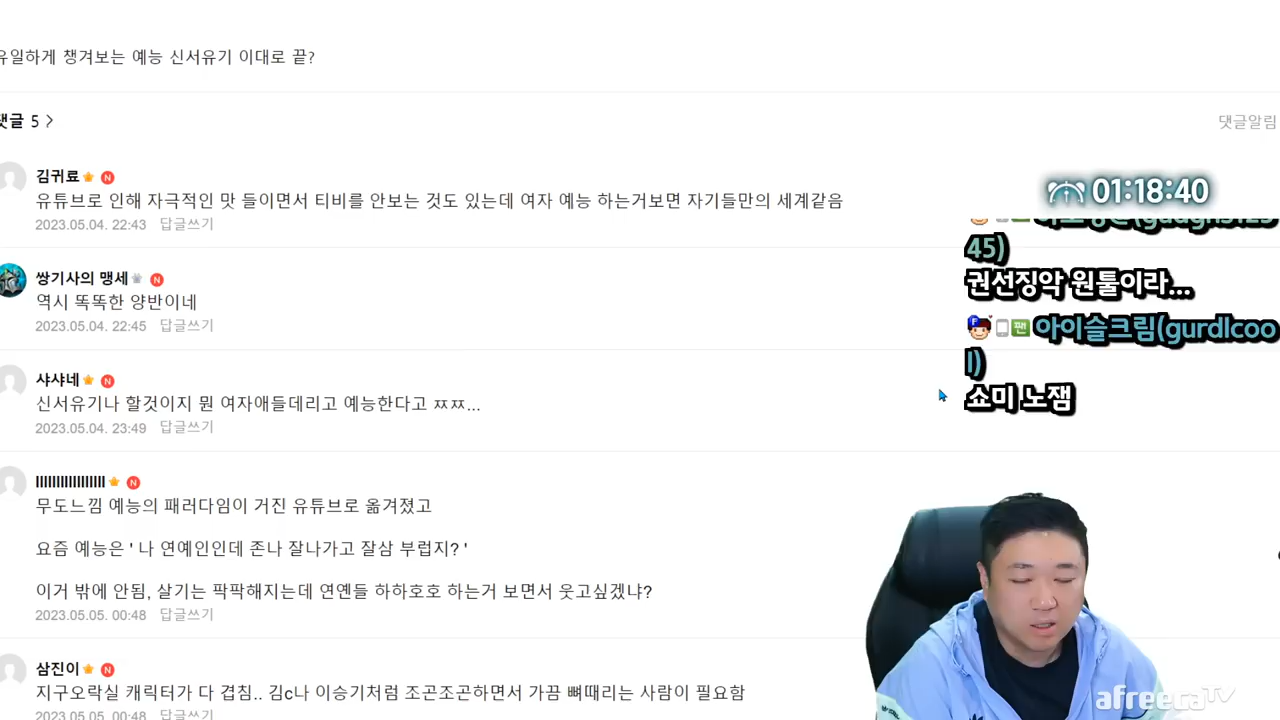 유일하게 챙겨보는 예능 신서유기 이대로 끝?
댓글 5
댓글알림
김귀료
유튜브로 인해 자극적인 맛 들이면서 티비를 안보는 것도 있는데 여자 예능 하는거보면 자기들만의 세계같음
2023.05.04. 22:43 답글쓰기
쌍기사의 맹세
역시 똑똑한 양반이네
2023.05.04. 22:45 답글쓰기
샤샤네
신서유기나 할것이지 뭔 여자애들데리고 예능한다고 ㅉㅉ...
2023.05.04. 23:49 답글쓰기
llllllllllllllllll
무도느낌 예능의 패러다임이 거진 유튜브로 옮겨졌고
요즘 예능은 ' 나 연예인인데 존나 잘나가고 잘삼 부럽지? '
이거 밖에 안됨, 살기는 팍팍해지는데 연옌들 하하호호 하는거 보면서 웃고싶겠냐?
2023.05.05. 00:48 답글쓰기
삼진이
지구오락실 캐릭터가 다 겹침.. 김c나 이승기처럼 조곤조곤하면서 가끔 뼈때리는 사람이 필요함
2023.05.05. 00:48 답글쓰기
01:18:40
45)
권선징악 원툴이라...
F 팬 아이슬크림(gurdlcoo
l)
쇼미 노잼
afreecaTV